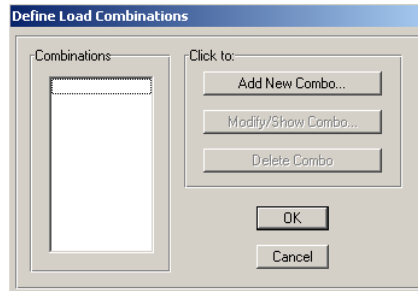 Define Load Combinations
Combinations
Click to:
Add New Combo...
Modify/Show Combo...
Delete Combo
OK
Cancel